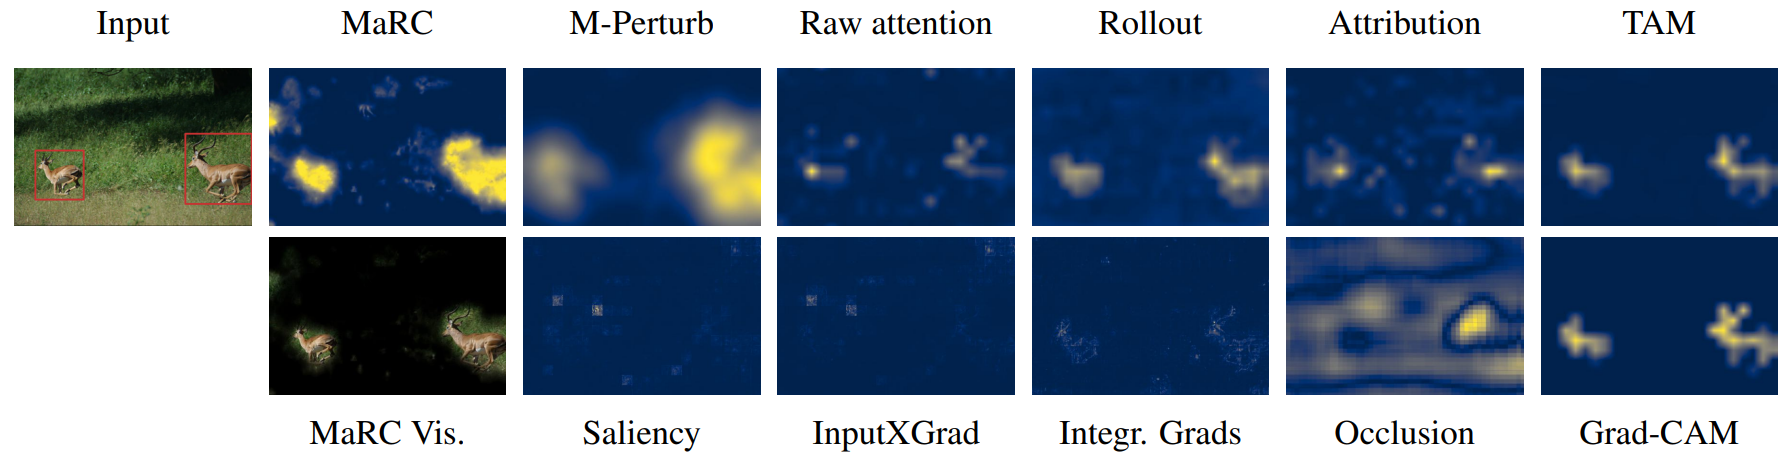 Input MaRC M-Perturb Raw attention Rollout Attribution TAM
MaRC Vis. Saliency InputXGrad Integr. Grads Occlusion Grad-CAM